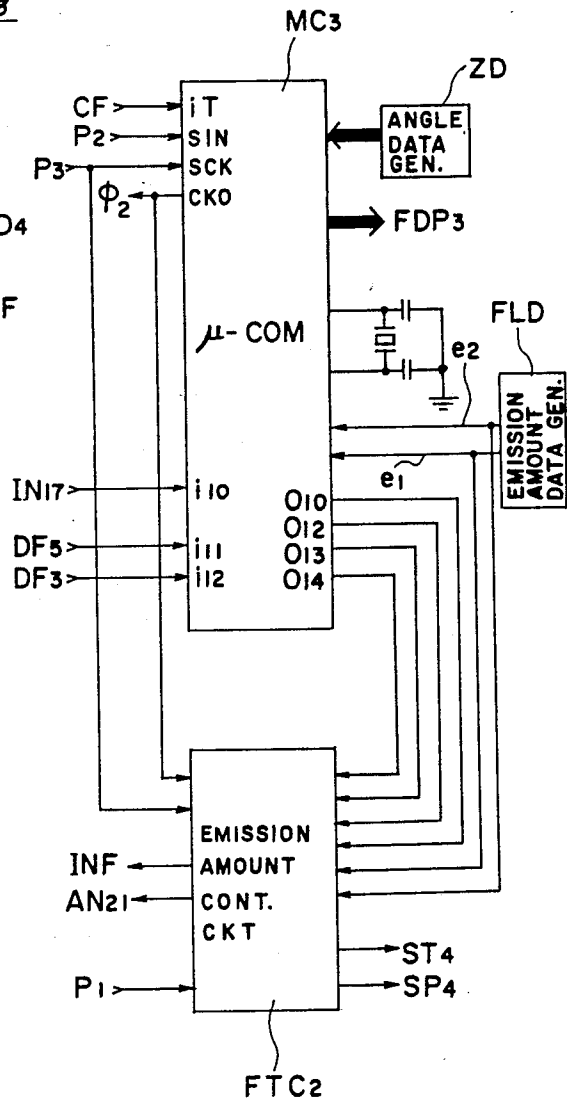 3
MC3
ZD
CF
iT
P2
SIN
P3
SCK
Φ2
CKO
ANGLE
DATA
GEN.
FDP3
D4
F
μ-COM
FLD
e2
EMISSION
AMOUNT
DATA GEN.
e1
IN17
i10
O10
O12
DF5
i11
O13
DF3
i12
O14
EMISSION
AMOUNT
CONT.
CKT
INF
AN21
ST4
P1
SP4
FTC2